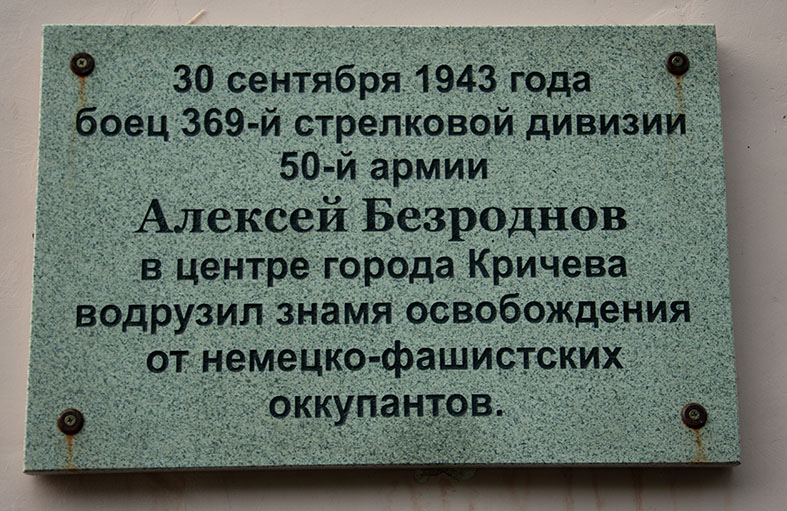 30 сентября 1943 года
боец 369-й стрелковой дивизии
50-й армии
Алексей Безроднов
в центре города Кричева
водрузил знамя освобождения
от немецко-фашистских
оккупантов.